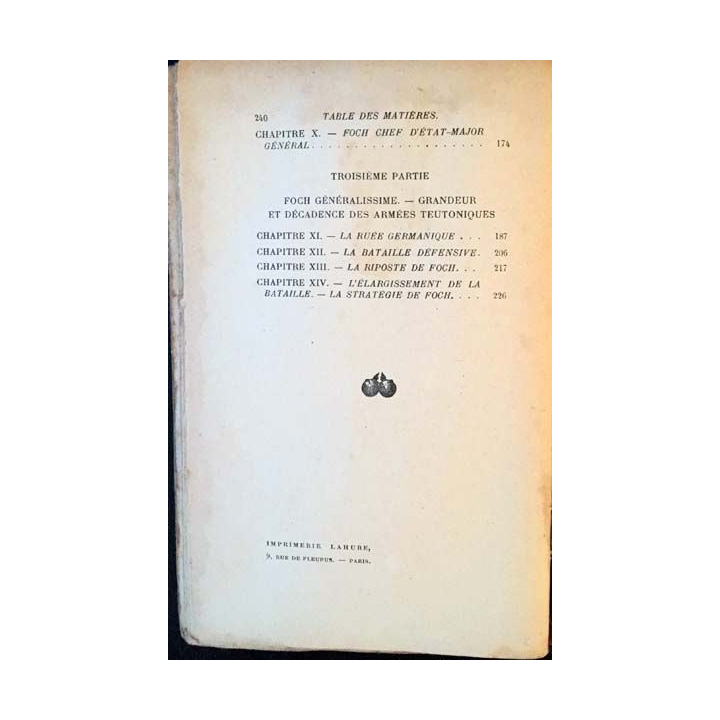 240 TABLE DES MATIÈRES.
CHAPITRE X. — FOCH CHEF D'ÉTAT-MAJOR
GÉNÉRAL . . . . . . . . . . . . . . . . . . . . 174
TROISIÈME PARTIE
FOCH GÉNÉRALISSIME. — GRANDEUR
ET DÉCADENCE DES ARMÉES TEUTONIQUES
CHAPITRE XI. — LA RUÉE GERMANIQUE . . . 187
CHAPITRE XII. — LA BATAILLE DÉFENSIVE. 206
CHAPITRE XIII. — LA RIPOSTE DE FOCH. . . 217
CHAPITRE XIV. — L'ÉLARGISSEMENT DE LA
BATAILLE. — LA STRATÉGIE DE FOCH. . . . 226
IMPRIMERIE LAHURE,
9, RUE DE FLEURUS. — PARIS.